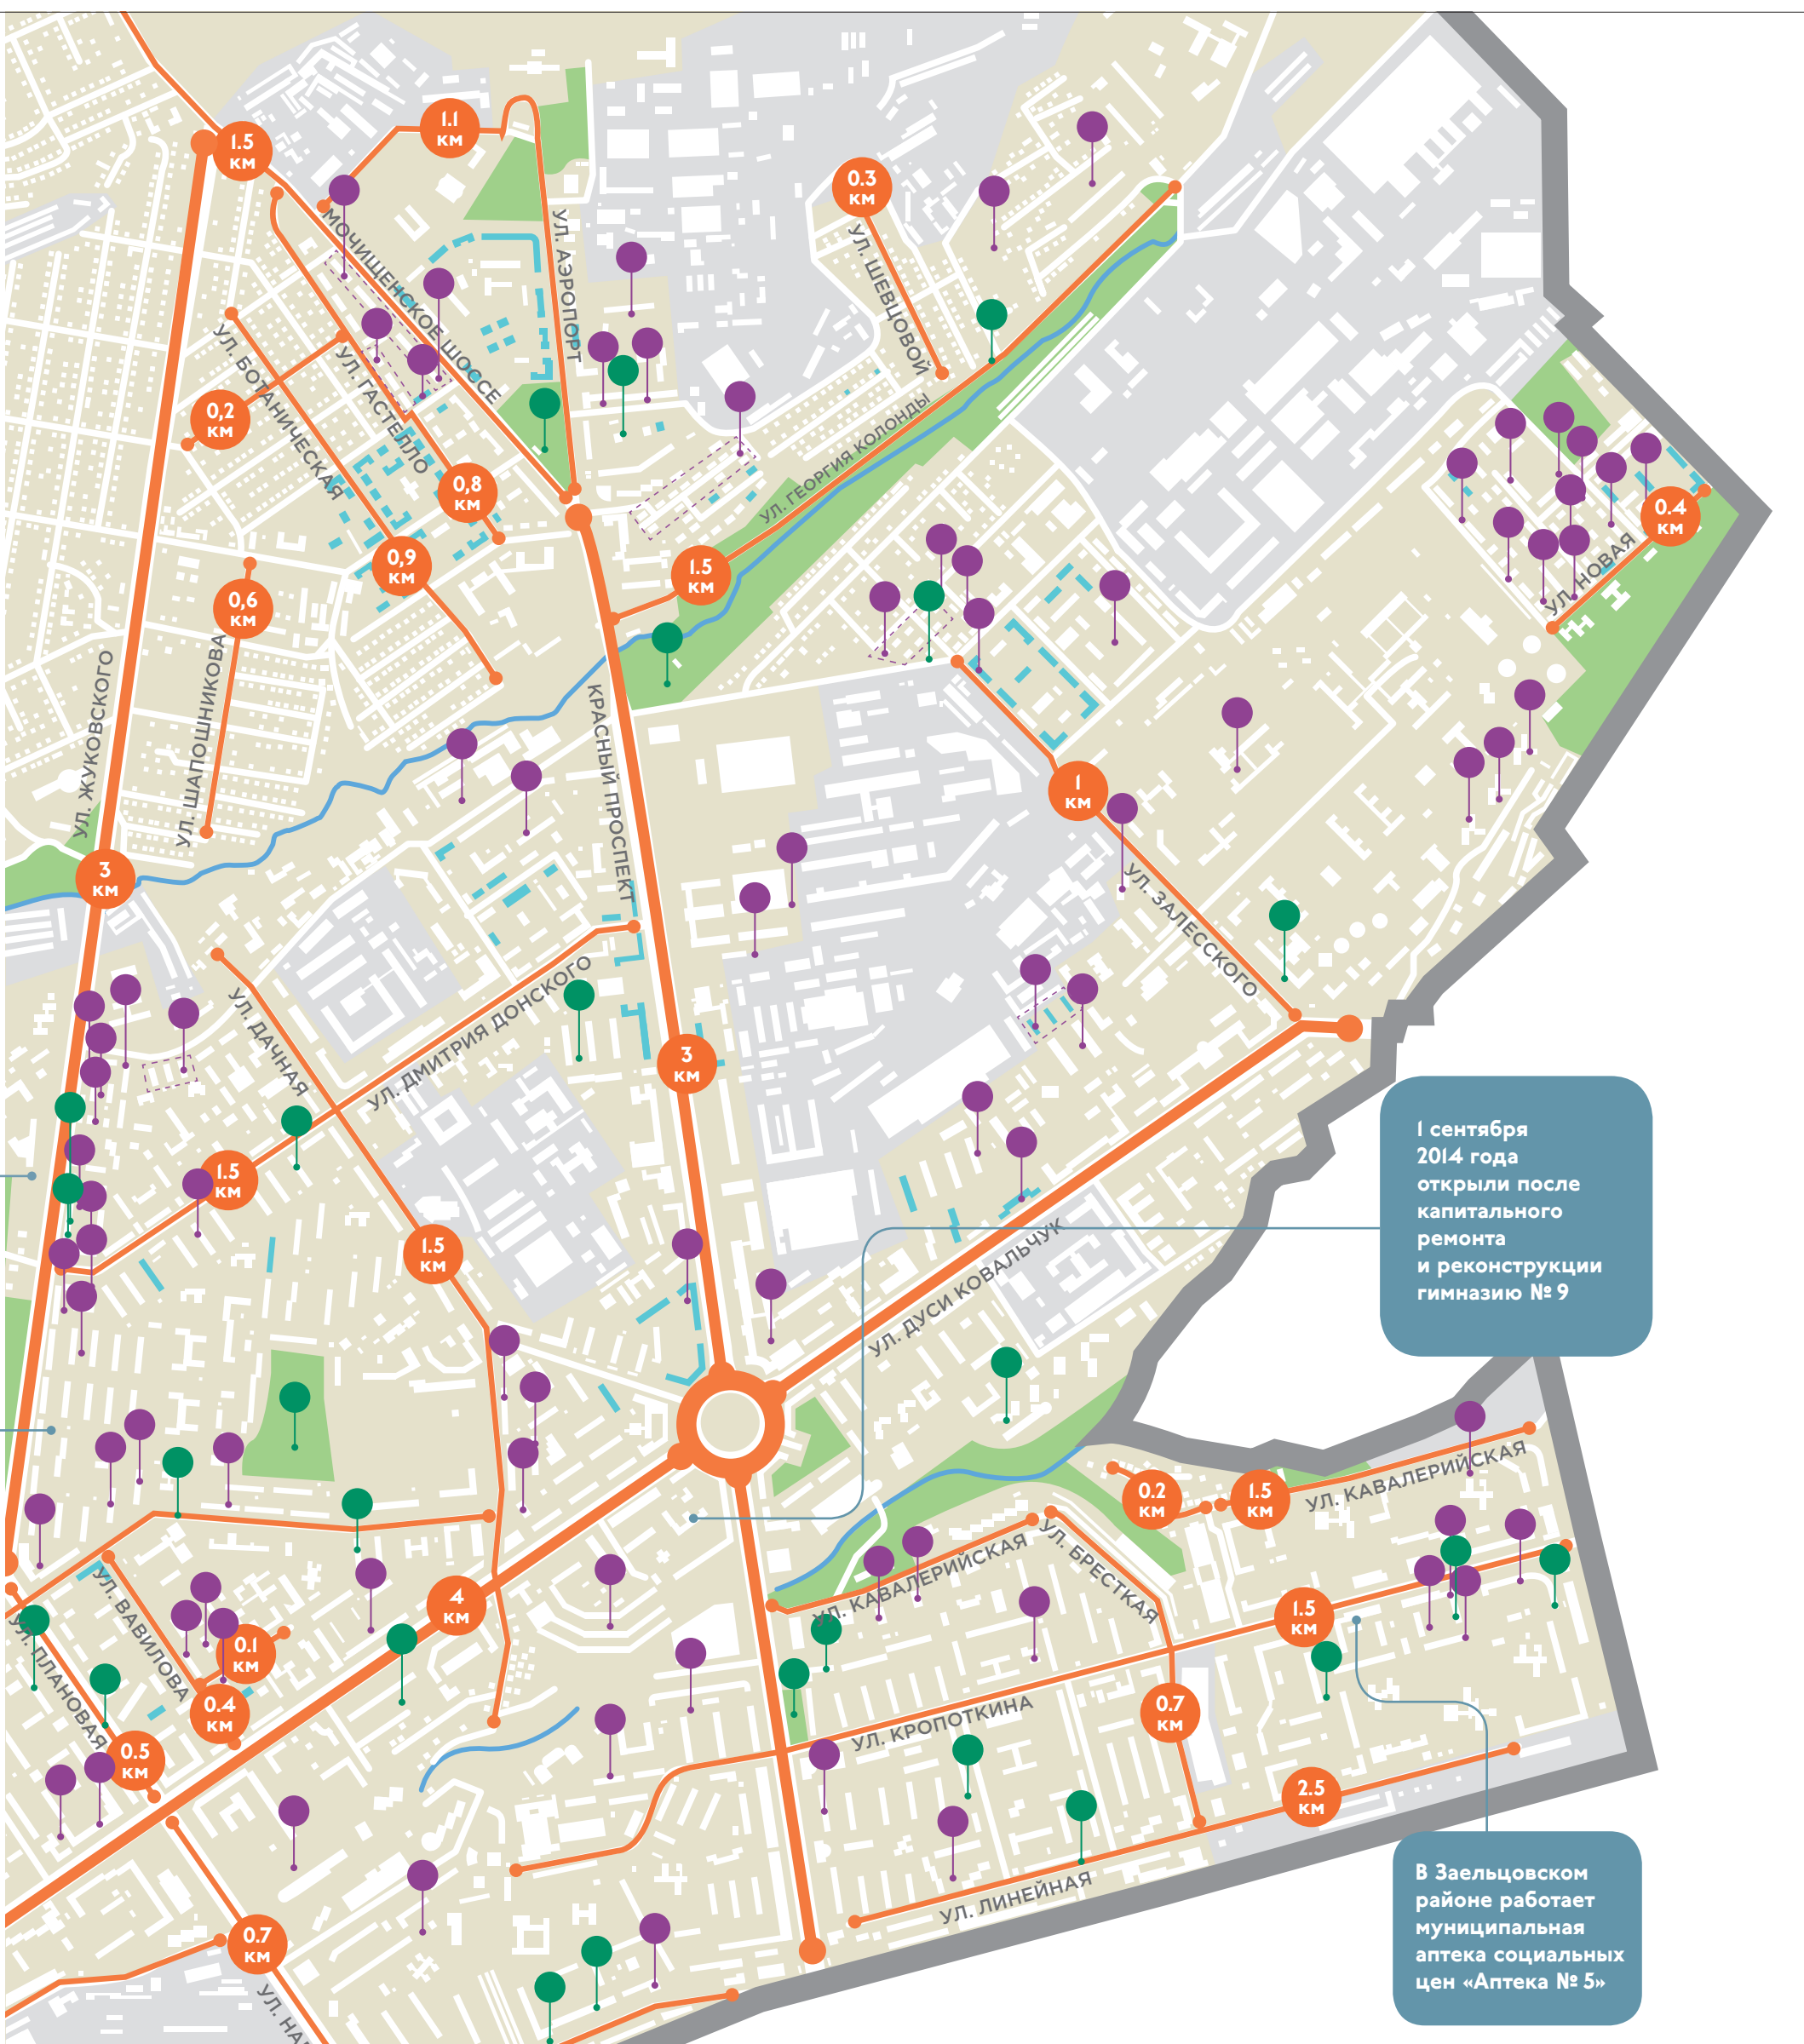 1.1
КМ
1.5
КМ
0.3
КМ
МОЧИЩЕНСКОЕ ШОССЕ
УЛ. АЭРОПОРТ
УЛ. ШЕВЦОВОЙ
УЛ. БОТАНИЧЕСКАЯ
УЛ. ГАСТЕЛЛО
0,2
КМ
УЛ. ГЕОРГИЯ КОЛОНДЫ
0,8
КМ
0.4
КМ
УЛ. НОВАЯ
0,9
КМ
1.5
КМ
0,6
КМ
УЛ. ЖУКОВСКОГО
УЛ. ШАПОШНИКОВА
КРАСНЫЙ ПРОСПЕКТ
1
КМ
3
КМ
УЛ. ЗАЛЕССКОГО
УЛ. ДАЧНАЯ
УЛ. ДМИТРИЯ ДОНСКОГО
3
КМ
1 сентября
2014 года
открыли после
капитального
ремонта
и реконструкции
гимназию № 9
1.5
КМ
1.5
КМ
УЛ. ДУСИ КОВАЛЬЧУК
0.2
КМ
1.5
КМ
УЛ. КАВАЛЕРИЙСКАЯ
УЛ. КАВАЛЕРИЙСКАЯ
УЛ. БРЕСТКАЯ
УЛ. ВАВИЛОВА
4
КМ
1.5
КМ
0.1
КМ
УЛ. ПЛАНОВАЯ
0.4
КМ
0.7
КМ
УЛ. КРОПОТКИНА
0.5
КМ
2.5
КМ
УЛ. ЛИНЕЙНАЯ
В Заельцовском
районе работает
муниципальная
аптека социальных
цен «Аптека № 5»
0.7
КМ